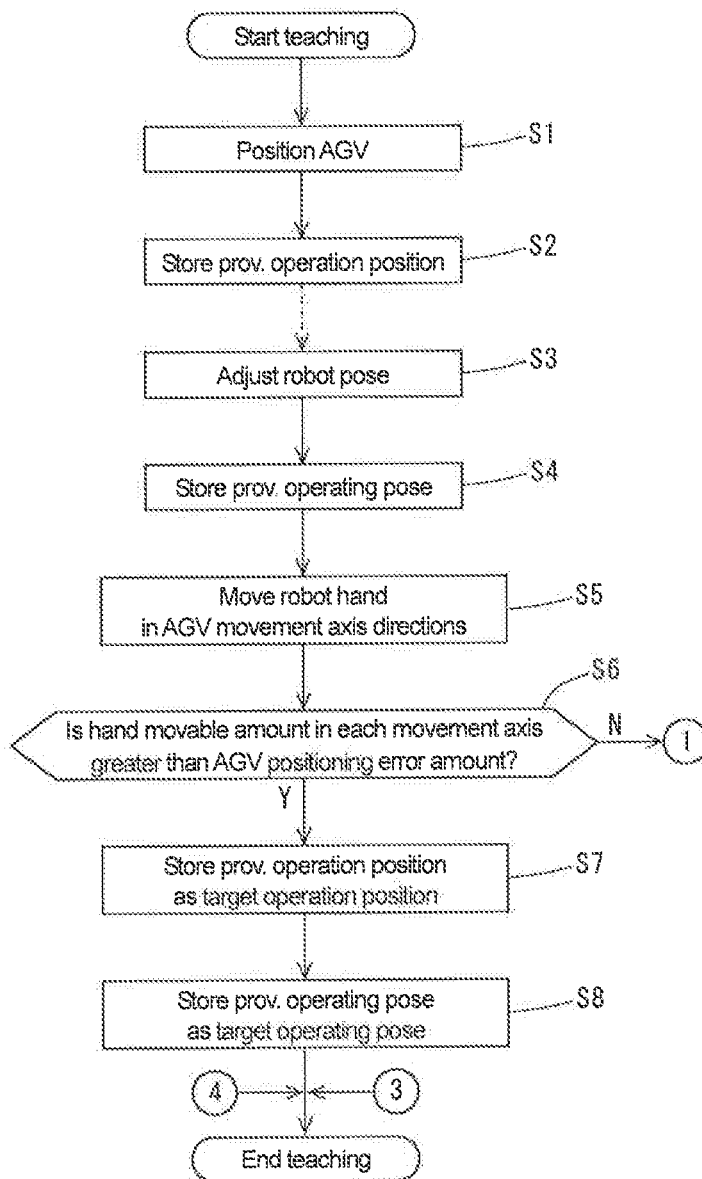 Start teaching
S1
Position AGV
S2
Store prov. operation position
S3
Adjust robot pose
S4
Store prov. operating pose
S5
Move robot hand
in AGV movement axis directions
S6
Is hand movable amount in each movement axis
greater than AGV positioning error amount?
N
1
Y
S7
Store prov. operation position
as target operation position
S8
Store prov. operating pose
as target operating pose
4
3
End teaching